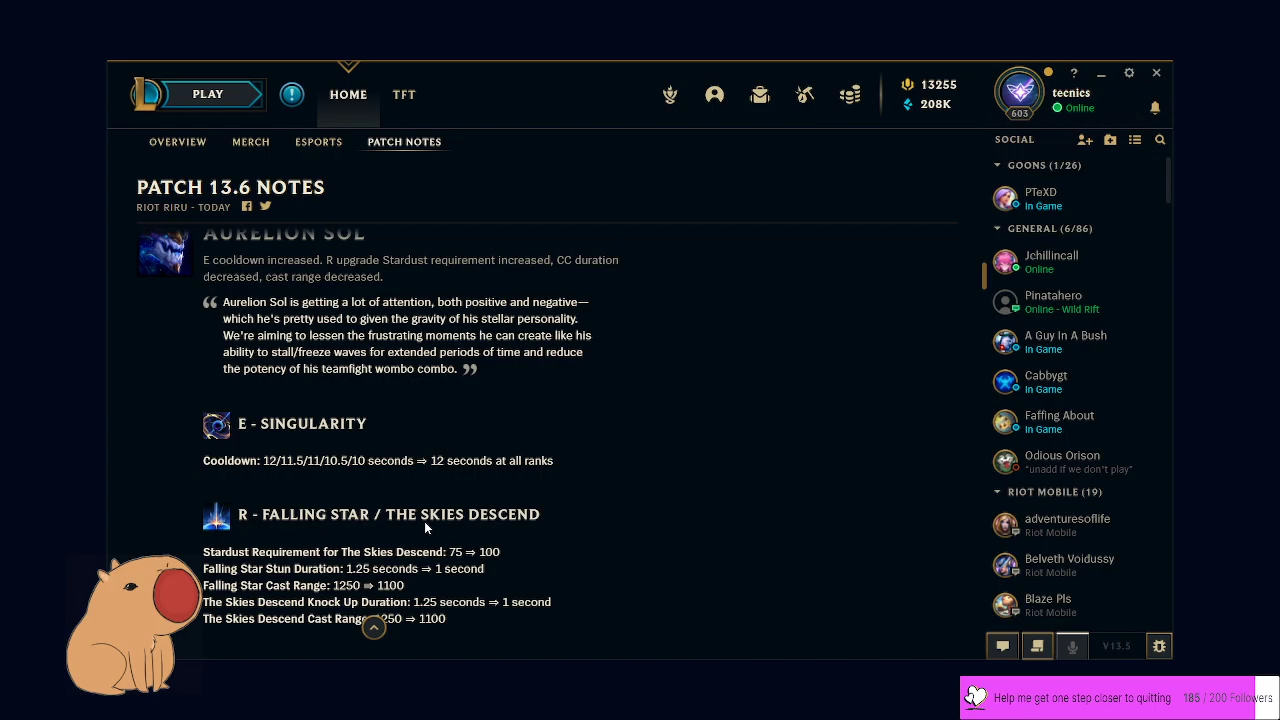 PLAY
HOME
TFT
13255
208K
603
?
tecnics
Online
OVERVIEW
MERCH
ESPORTS
PATCH NOTES
SOCIAL
PATCH 13.6 NOTES
RIOT RIRU - TODAY
AURELION SOL
E cooldown increased. R upgrade Stardust requirement increased, CC duration
decreased, cast range decreased.
“ Aurelion Sol is getting a lot of attention, both positive and negative—
which he's pretty used to given the gravity of his stellar personality.
We're aiming to lessen the frustrating moments he can create like his
ability to stall/freeze waves for extended periods of time and reduce
the potency of his teamfight wombo combo. ”
E - SINGULARITY
Cooldown: 12/11.5/11/10.5/10 seconds ⇒ 12 seconds at all ranks
R - FALLING STAR / THE SKIES DESCEND
Stardust Requirement for The Skies Descend: 75 ⇒ 100
Falling Star Stun Duration: 1.25 seconds ⇒ 1 second
Falling Star Cast Range: 1250 ⇒ 1100
The Skies Descend Knock Up Duration: 1.25 seconds ⇒ 1 second
The Skies Descend Cast Range: 1250 ⇒ 1100
GOONS (1/26)
PTeXD
In Game
GENERAL (6/86)
Jchillincall
Online
Pinatahero
Online - Wild Rift
A Guy In A Bush
In Game
Cabbygt
In Game
Faffing About
In Game
Odious Orison
"unadd if we don't play"
RIOT MOBILE (19)
adventuresoflife
Riot Mobile
Belveth Voidussy
Riot Mobile
Blaze Pls
Riot Mobile
V13.5
Help me get one step closer to quitting
185 / 200 Followers